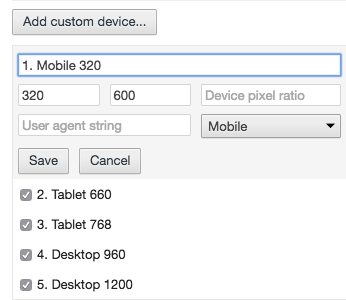 Add custom device...
1. Mobile 320
320 600 Device pixel ratio
User agent string Mobile
Save Cancel
2. Tablet 660
3. Tablet 768
4. Desktop 960
5. Desktop 1200